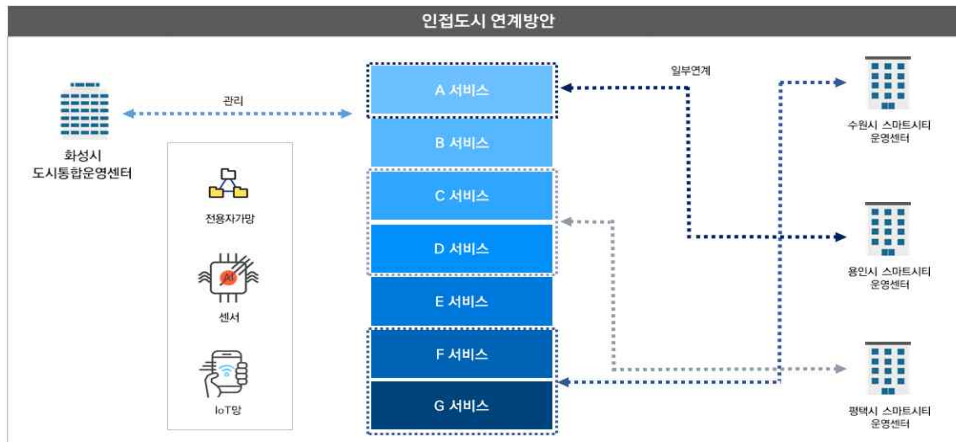 인접도시 연계방안
관리
화성시
도시통합운영센터
전용자가망
AI
센서
IoT망
A 서비스
B 서비스
C 서비스
D 서비스
E 서비스
F 서비스
G 서비스
일부연계
수원시 스마트시티
운영센터
용인시 스마트시티
운영센터
평택시 스마트시티
운영센터